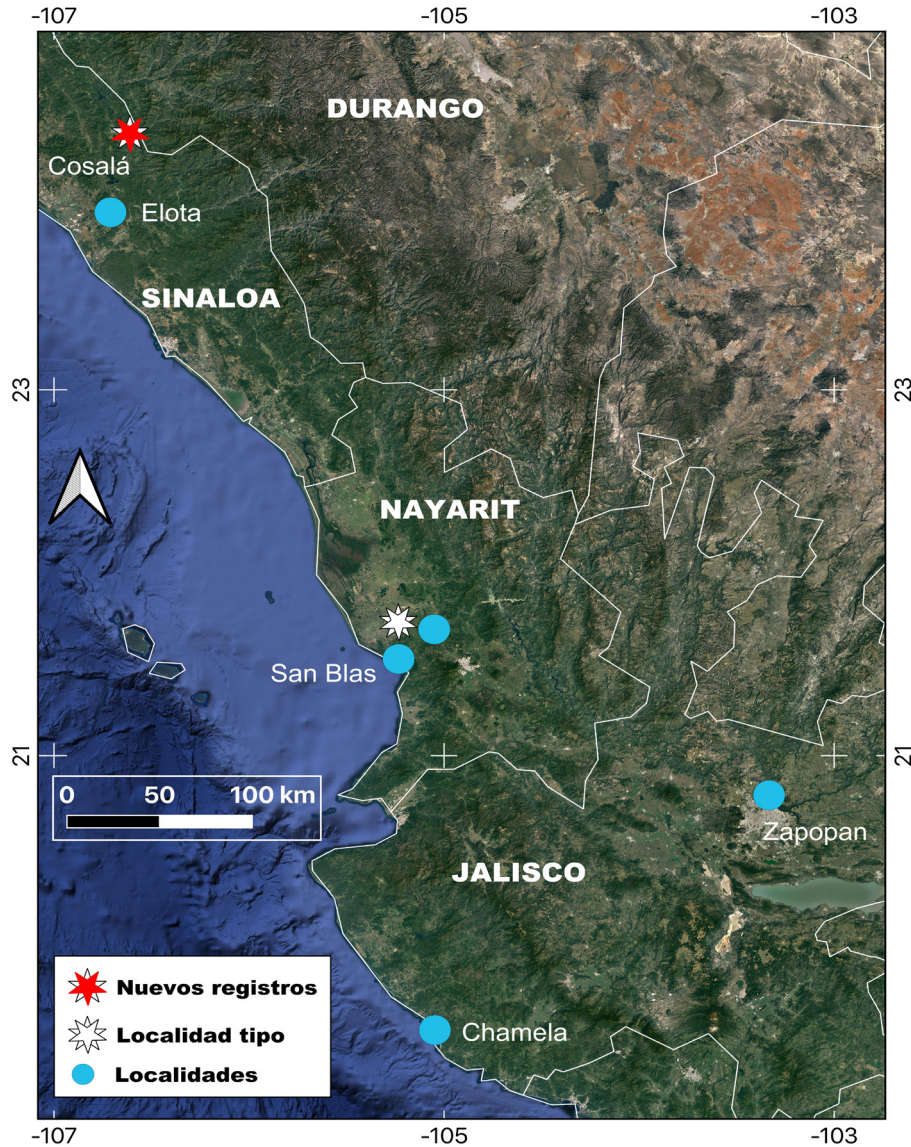 -107 -105 -103
DURANGO
Cosalá
Elota
SINALOA
23 23
NAYARIT
San Blas
21 21
0 50 100 km
Zapopan
JALISCO
Nuevos registros
Localidad tipo
Localidades
Chamela
-107 -105 -103